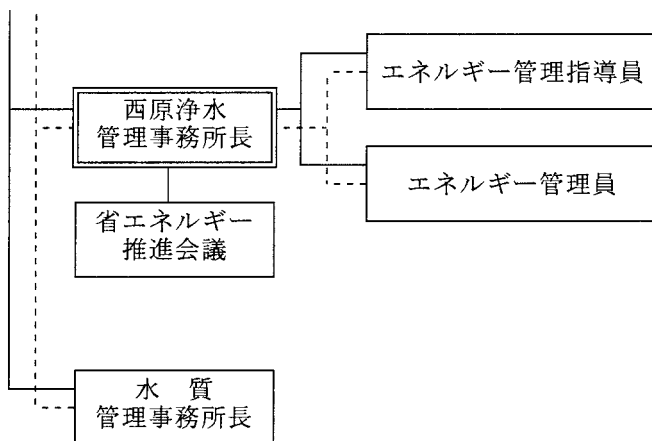 エネルギー管理指導員
西原浄水
管理事務所長
エネルギー管理員
省エネルギー
推進会議
水　質
管理事務所長